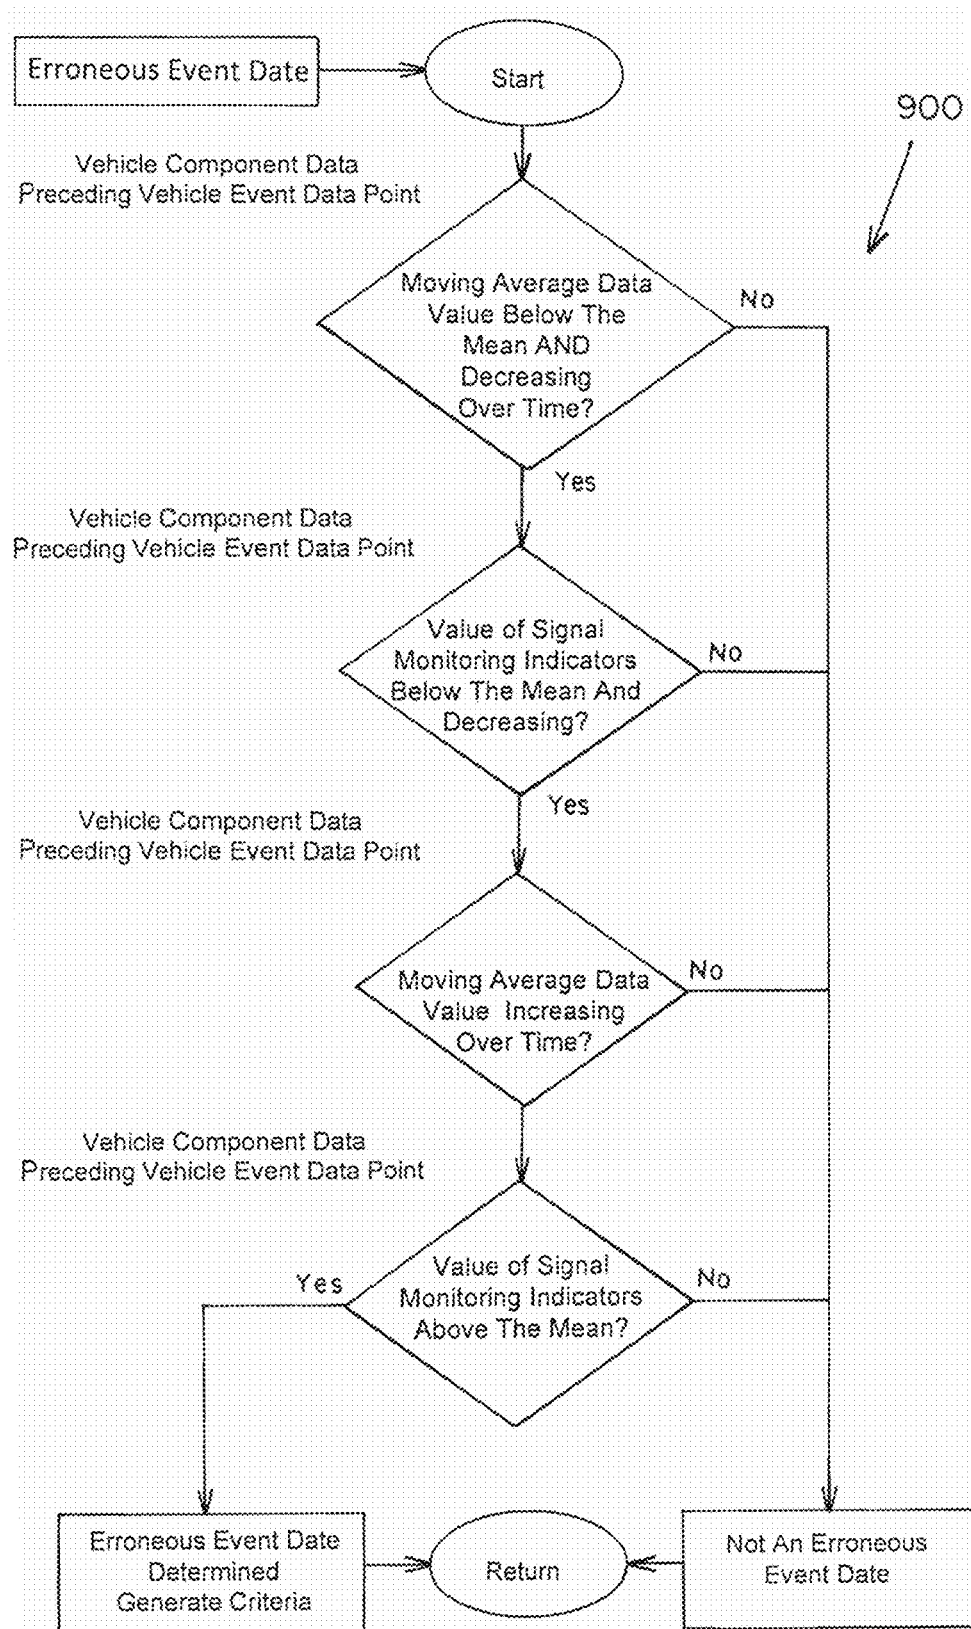 Erroneous Event Date
Start
900
Vehicle Component Data
Preceding Vehicle Event Data Point
Moving Average Data
Value Below The
Mean AND
Decreasing
Over Time?
No
Yes
Vehicle Component Data
Preceding Vehicle Event Data Point
Value of Signal
Monitoring Indicators
Below The Mean And
Decreasing?
No
Yes
Vehicle Component Data
Preceding Vehicle Event Data Point
Moving Average Data
Value Increasing
Over Time?
No
Vehicle Component Data
Preceding Vehicle Event Data Point
Value of Signal
Monitoring Indicators
Above The Mean?
Yes
No
Erroneous Event Date
Determined
Generate Criteria
Return
Not An Erroneous
Event Date